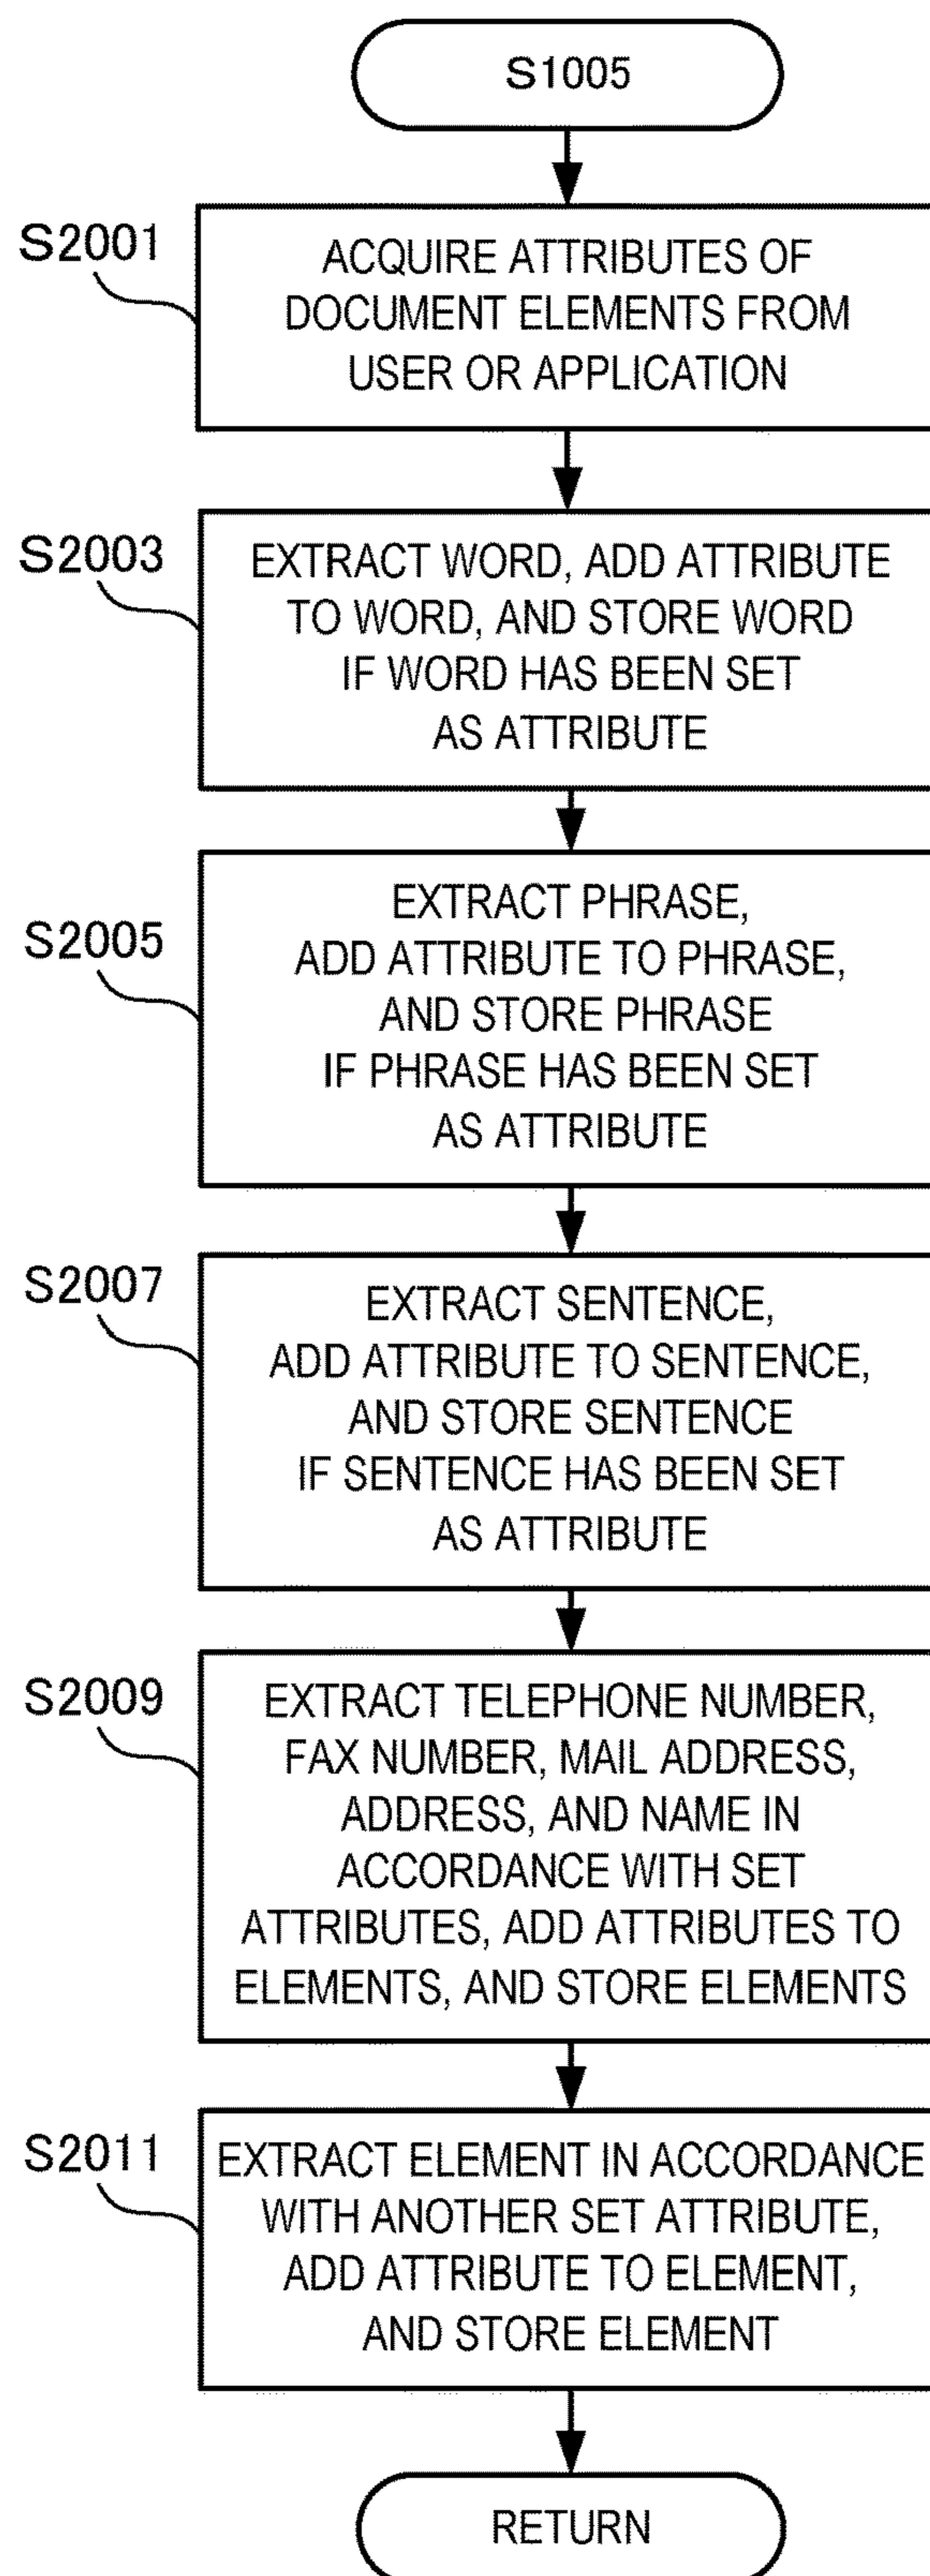 S1005
S2001
ACQUIRE ATTRIBUTES OF
DOCUMENT ELEMENTS FROM
USER OR APPLICATION
S2003
EXTRACT WORD, ADD ATTRIBUTE
TO WORD, AND STORE WORD
IF WORD HAS BEEN SET
AS ATTRIBUTE
S2005
EXTRACT PHRASE,
ADD ATTRIBUTE TO PHRASE,
AND STORE PHRASE
IF PHRASE HAS BEEN SET
AS ATTRIBUTE
S2007
EXTRACT SENTENCE,
ADD ATTRIBUTE TO SENTENCE,
AND STORE SENTENCE
IF SENTENCE HAS BEEN SET
AS ATTRIBUTE
S2009
EXTRACT TELEPHONE NUMBER,
FAX NUMBER, MAIL ADDRESS,
ADDRESS, AND NAME IN
ACCORDANCE WITH SET
ATTRIBUTES, ADD ATTRIBUTES TO
ELEMENTS, AND STORE ELEMENTS
S2011
EXTRACT ELEMENT IN ACCORDANCE
WITH ANOTHER SET ATTRIBUTE,
ADD ATTRIBUTE TO ELEMENT,
AND STORE ELEMENT
RETURN